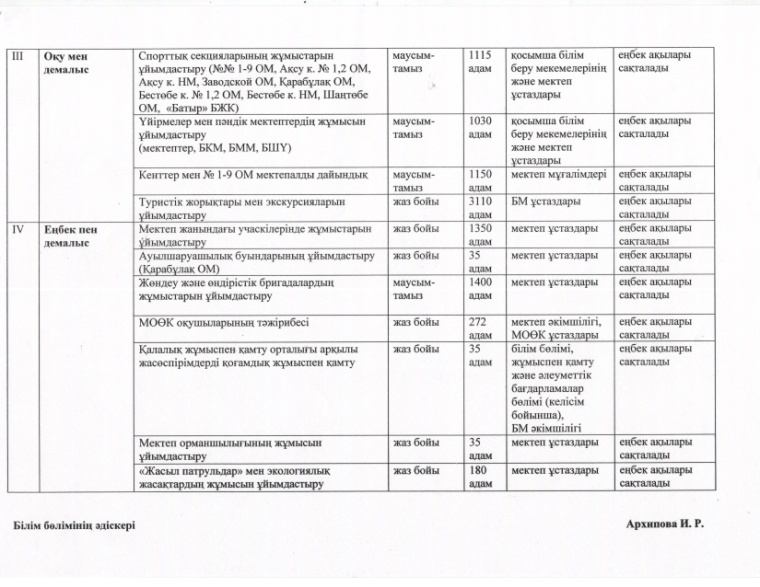 III Оқу мен Спорттық секцияларының жұмыстарын маусым- 1115 қосымша білім еңбек ақылары
демалыс ұйымдастыру (№№ 1-9 ОМ, Ақсу к. № 1,2 ОМ, тамыз адам беру мекемелерінің сақталады
Ақсу к. НМ, Заводской ОМ, Қарабұлақ ОМ, және мектеп
Бестөбе к. № 1,2 ОМ, Бестөбе к. НМ, Шаңтөбе ұстаздары
ОМ, «Батыр» БЖК)
Үйірмелер мен пәндік мектептердің жұмысын маусым- 1030 қосымша білім еңбек ақылары
ұйымдастыру тамыз адам беру мекемелерінің сақталады
(мектептер, БКМ, БММ, БШҮ) және мектеп
ұстаздары
Кенттер мен № 1-9 ОМ мектепалды дайындық маусым- 1150 мектеп мұғалімдері еңбек ақылары
тамыз адам сақталады
Туристік жорықтары мен экскурсияларын жаз бойы 3110 БМ ұстаздары еңбек ақылары
ұйымдастыру адам сақталады
IV Еңбек пен Мектеп жанындағы учаскілерінде жұмыстарын жаз бойы 1350 мектеп ұстаздары еңбек ақылары
демалыс ұйымдастыру адам сақталады
Ауылшаруашылық буындарының ұйымдастыру жаз бойы 35 мектеп ұстаздары еңбек ақылары
(Қарабұлақ ОМ) адам сақталады
Жөндеу және өндірістік бригадалардың маусым- 1400 мектеп ұстаздары еңбек ақылары
жұмыстарын ұйымдастыру тамыз адам сақталады
МОӨК оқушыларының тәжірибесі жаз бойы 272 мектеп әкімшілігі, еңбек ақылары
адам МОӨК ұстаздары сақталады
Қалалық жұмыспен қамту орталығы арқылы жаз бойы 35 білім бөлімі, еңбек ақылары
жасөспірімдерді қоғамдық жұмыспен қамту адам жұмыспен қамту сақталады
және әлеуметтік
бағдарламалар
бөлімі (келісім
бойынша),
БМ әкімшілігі
Мектеп орманшылығының жұмысын жаз бойы 35 мектеп ұстаздары еңбек ақылары
ұйымдастыру адам сақталады
«Жасыл патрульдар» мен экологиялық жаз бойы 180 мектеп ұстаздары еңбек ақылары
жасақтардың жұмысын ұйымдастыру адам сақталады
Білім бөлімінің әдіскері Архипова И. Р.